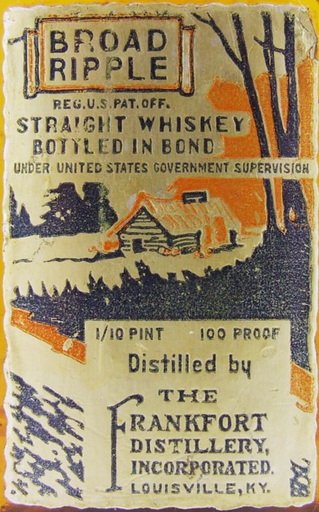 BROAD
RIPPLE
REG.U.S.PAT.OFF.
STRAIGHT WHISKEY
BOTTLED IN BOND
UNDER UNITED STATES GOVERNMENT SUPERVISION
1/10 PINT 100 PROOF
Distilled by
THE
FRANKFORT
DISTILLERY,
INCORPORATED.
LOUISVILLE, KY.